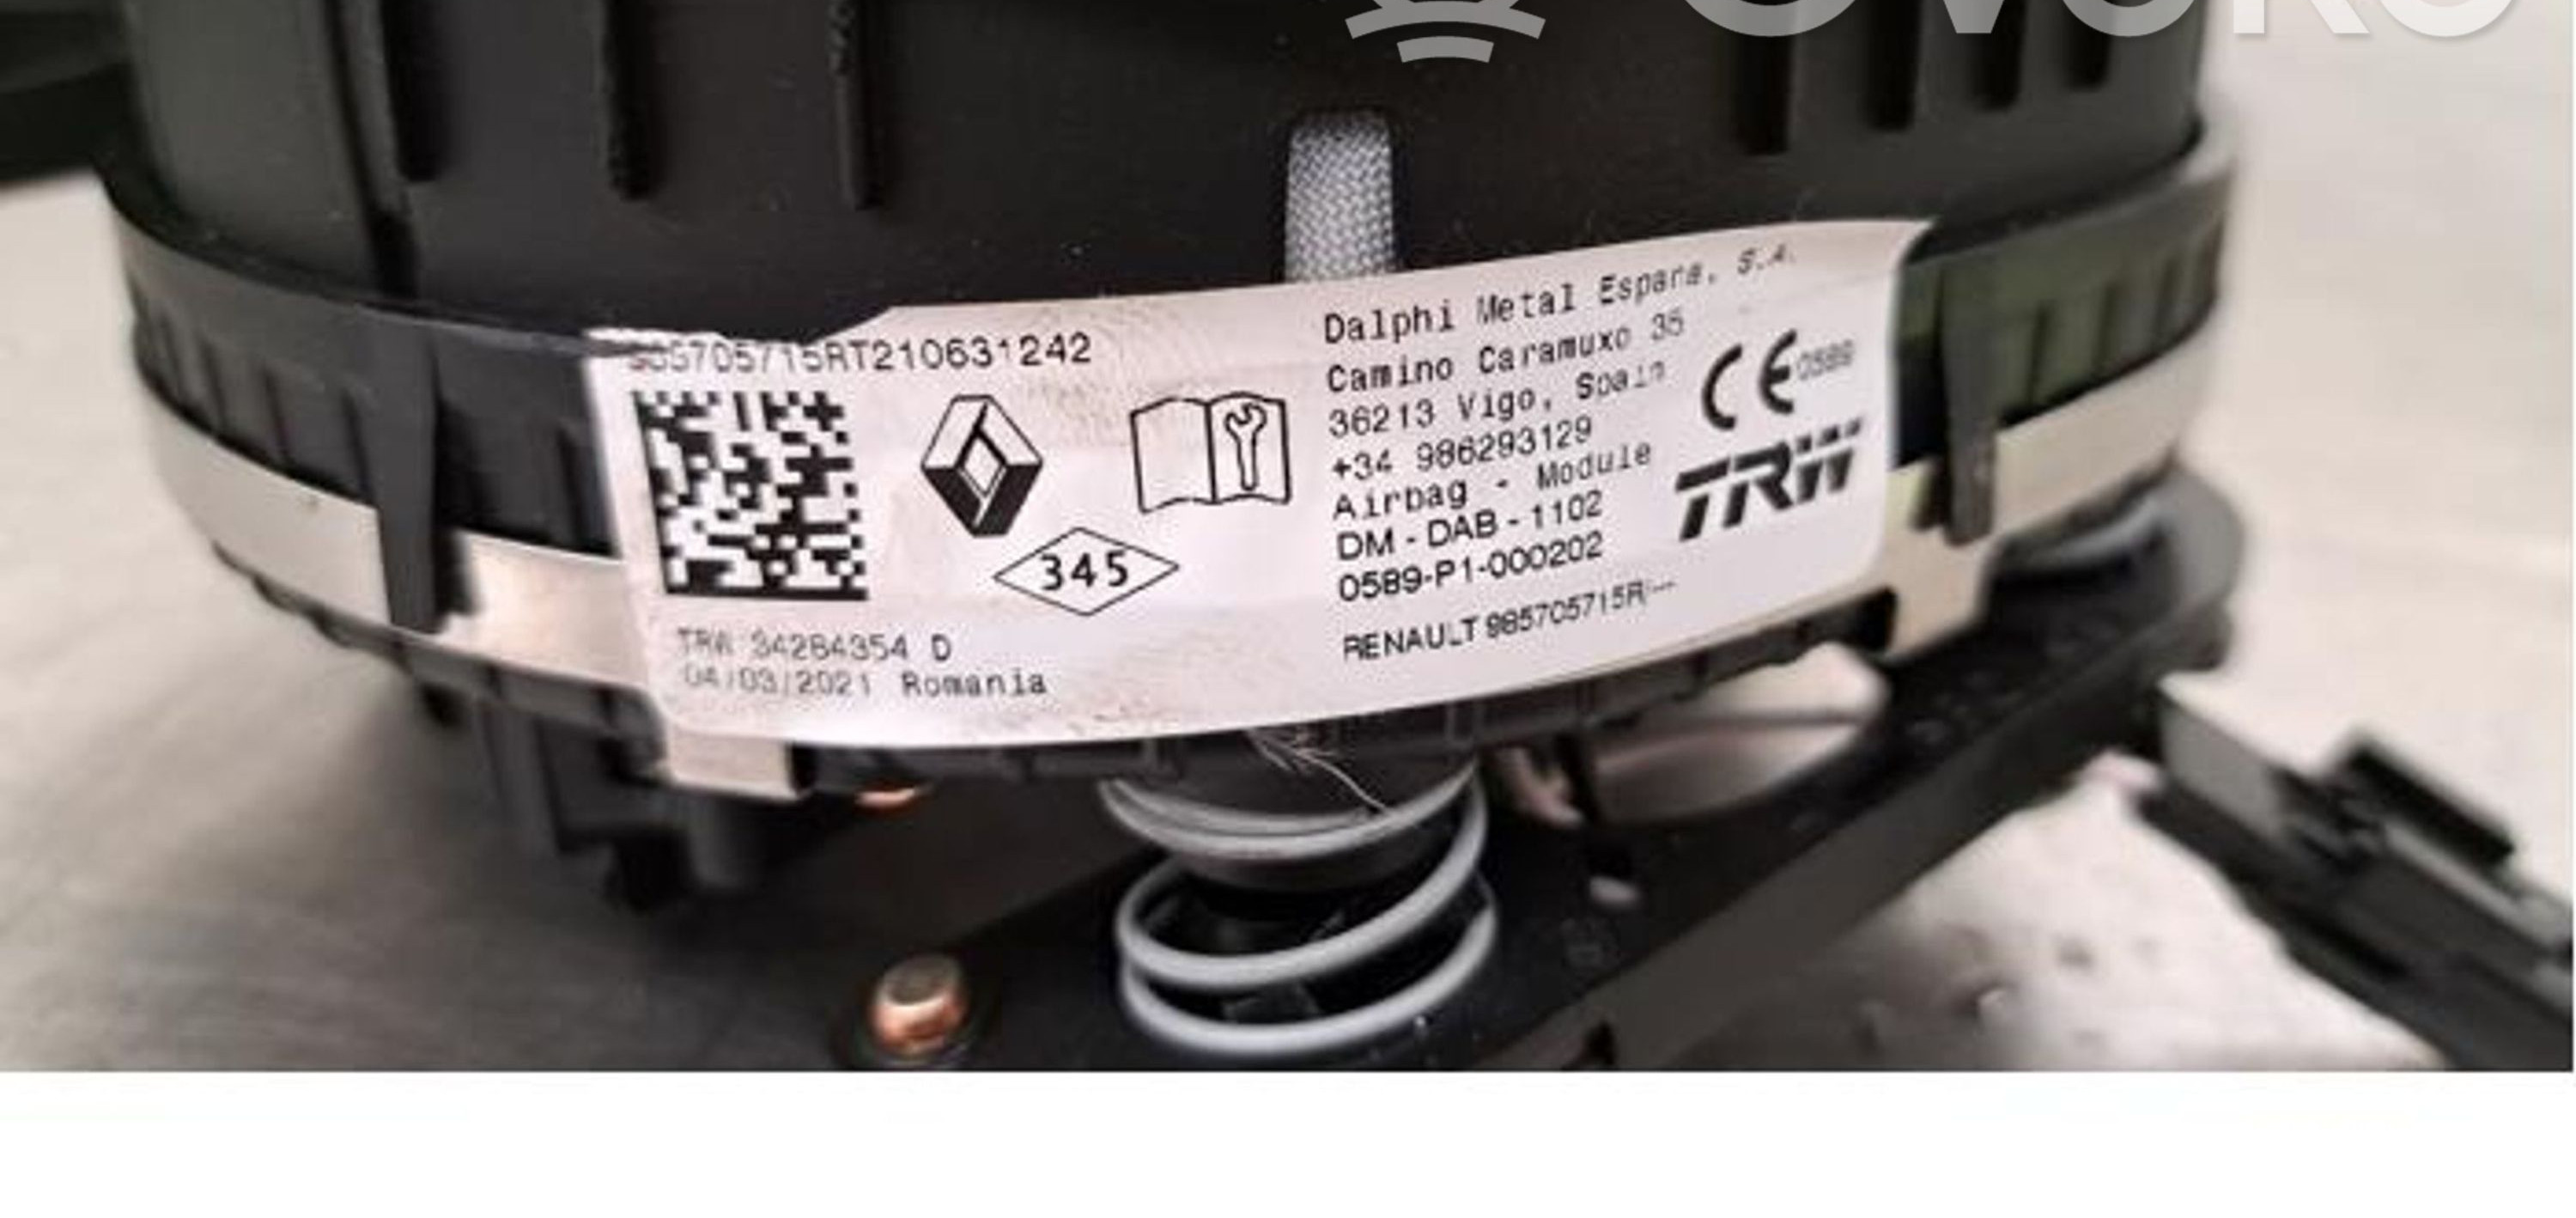 985705715RT210631242
345
TRW 34264354 D
04/03/2021 Romania
Dalphi Metal Espana, S.A.
Camino Caramuxo 35
36213 Vigo, Spain
+34 986293129
Airbag - Module
DM - DAB - 1102
0589-P1-000202
RENAULT 985705715R---
CE 0589
TRW